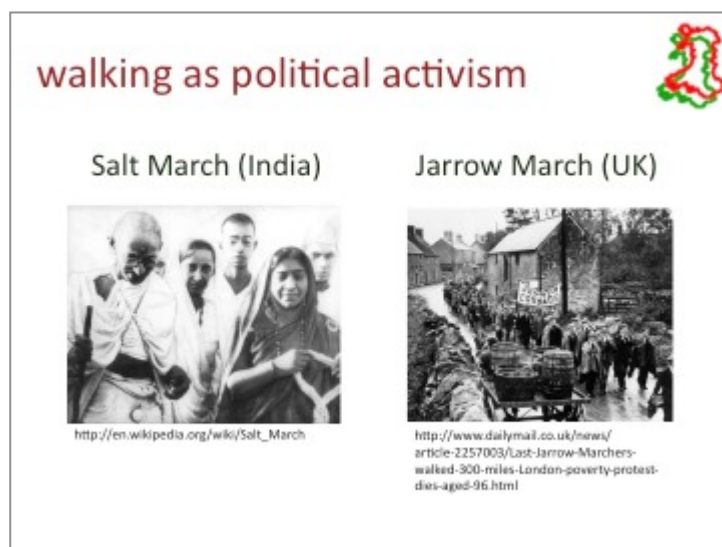 walking as political activism
Salt March (India)
Jarrow March (UK)
http://en.wikipedia.org/wiki/Salt_March
http://www.dailymail.co.uk/news/
article-2257003/Last-Jarrow-Marchers-
walked-300-miles-London-poverty-protest-
dies-aged-96.html